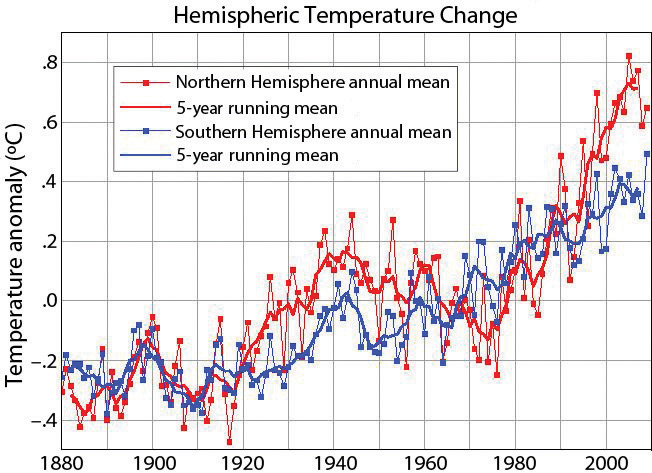 Hemispheric Temperature Change
Temperature anomaly (ºC)
.8
.6
.4
.2
.0
-.2
-.4
Northern Hemisphere annual mean
5-year running mean
Southern Hemisphere annual mean
5-year running mean
1880 1900 1920 1940 1960 1980 2000